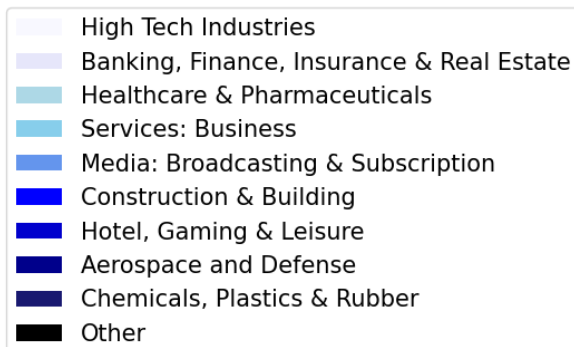 High Tech Industries
Banking, Finance, Insurance & Real Estate
Healthcare & Pharmaceuticals
Services: Business
Media: Broadcasting & Subscription
Construction & Building
Hotel, Gaming & Leisure
Aerospace and Defense
Chemicals, Plastics & Rubber
Other